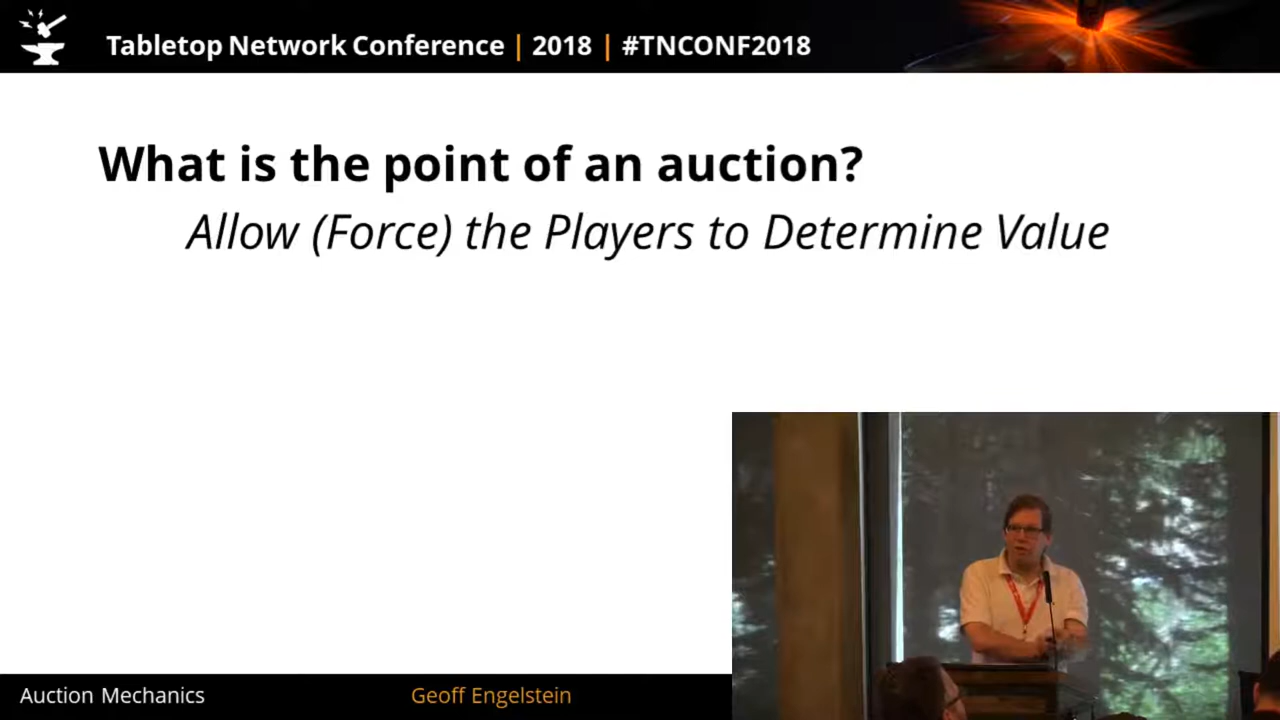 Tabletop Network Conference | 2018 | #TNCONF2018
What is the point of an auction?
Allow (Force) the Players to Determine Value
Auction Mechanics
Geoff Engelstein